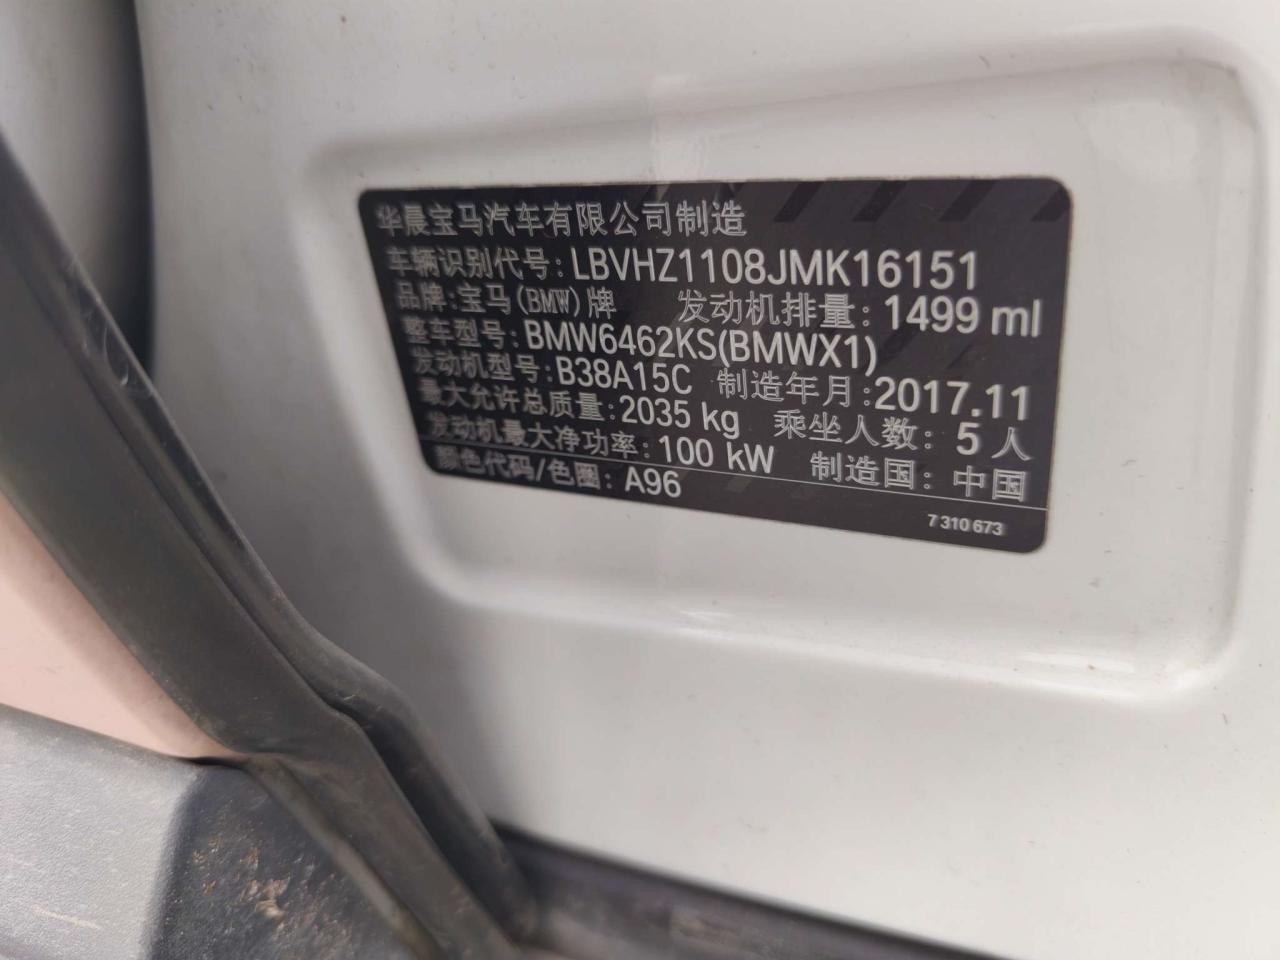 华晨宝马汽车有限公司制造
车辆识别代号: LBVHZ1108JMK16151
品牌:宝马(BMW)牌 发动机排量: 1499 ml
整车型号: BMW6462KS(BMWX1)
发动机型号: B38A15C 制造年月: 2017.11
最大允许总质量: 2035 kg 乘坐人数: 5 人
发动机最大净功率: 100 kW 制造国: 中国
颜色代码/色圈: A96
7 310 673